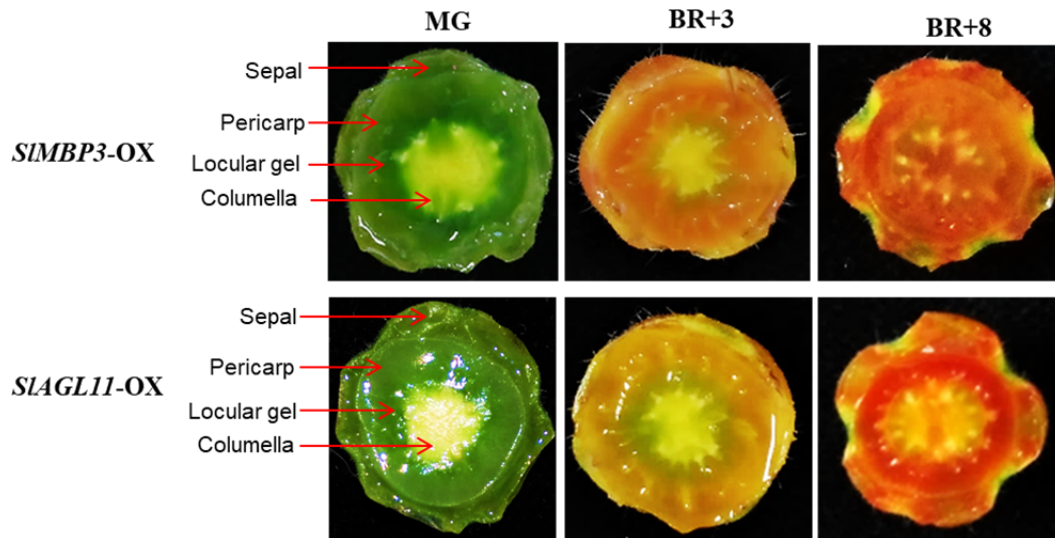 MG BR+3 BR+8
Sepal
Pericarp
SlMBP3-OX
Locular gel
Columella
Sepal
Pericarp
SlAGL11-OX
Locular gel
Columella